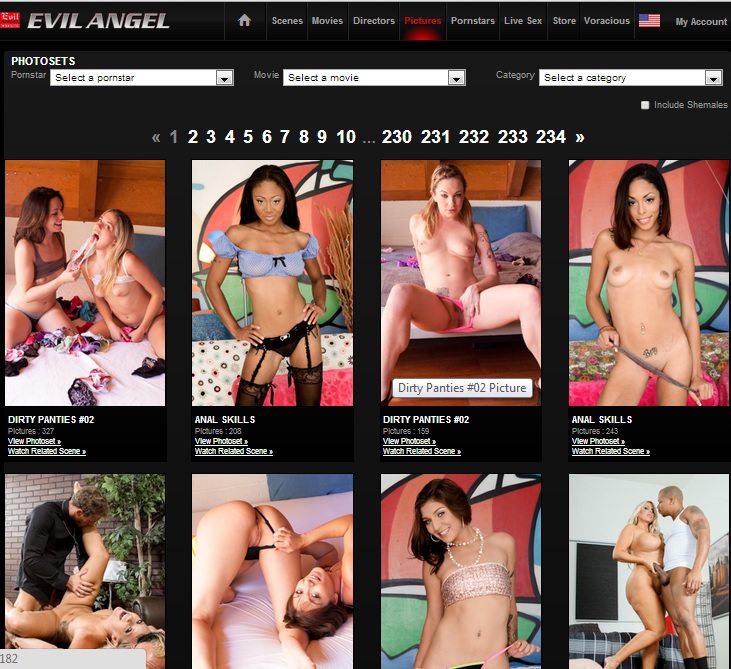 Evil
EVIL ANGEL
Scenes Movies Directors Pictures Pornstars Live Sex Store Voracious My Account
PHOTOSETS
Pornstar Select a pornstar Movie Select a movie Category Select a category
Include Shemales
« 1 2 3 4 5 6 7 8 9 10 ... 230 231 232 233 234 »
Dirty Panties #02 Picture
DIRTY PANTIES #02 ANAL SKILLS DIRTY PANTIES #02 ANAL SKILLS
Pictures : 327 Pictures : 208 Pictures : 159 Pictures : 243
View Photoset » View Photoset » View Photoset » View Photoset »
Watch Related Scene » Watch Related Scene » Watch Related Scene » Watch Related Scene »
182